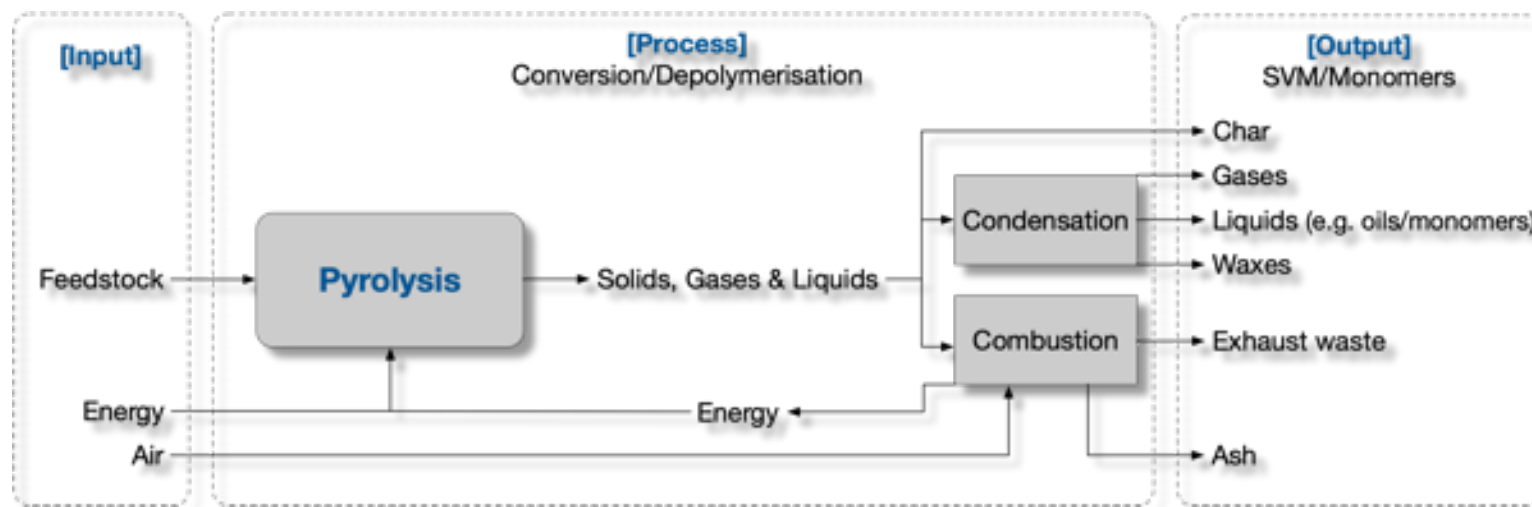 [Input]
[Process]
Conversion/Depolymerisation
[Output]
SVM/Monomers
Char
Gases
Condensation
Liquids (e.g. oils/monomers)
Waxes
Feedstock
Pyrolysis
Solids, Gases & Liquids
Combustion
Exhaust waste
Energy
Energy
Air
Ash